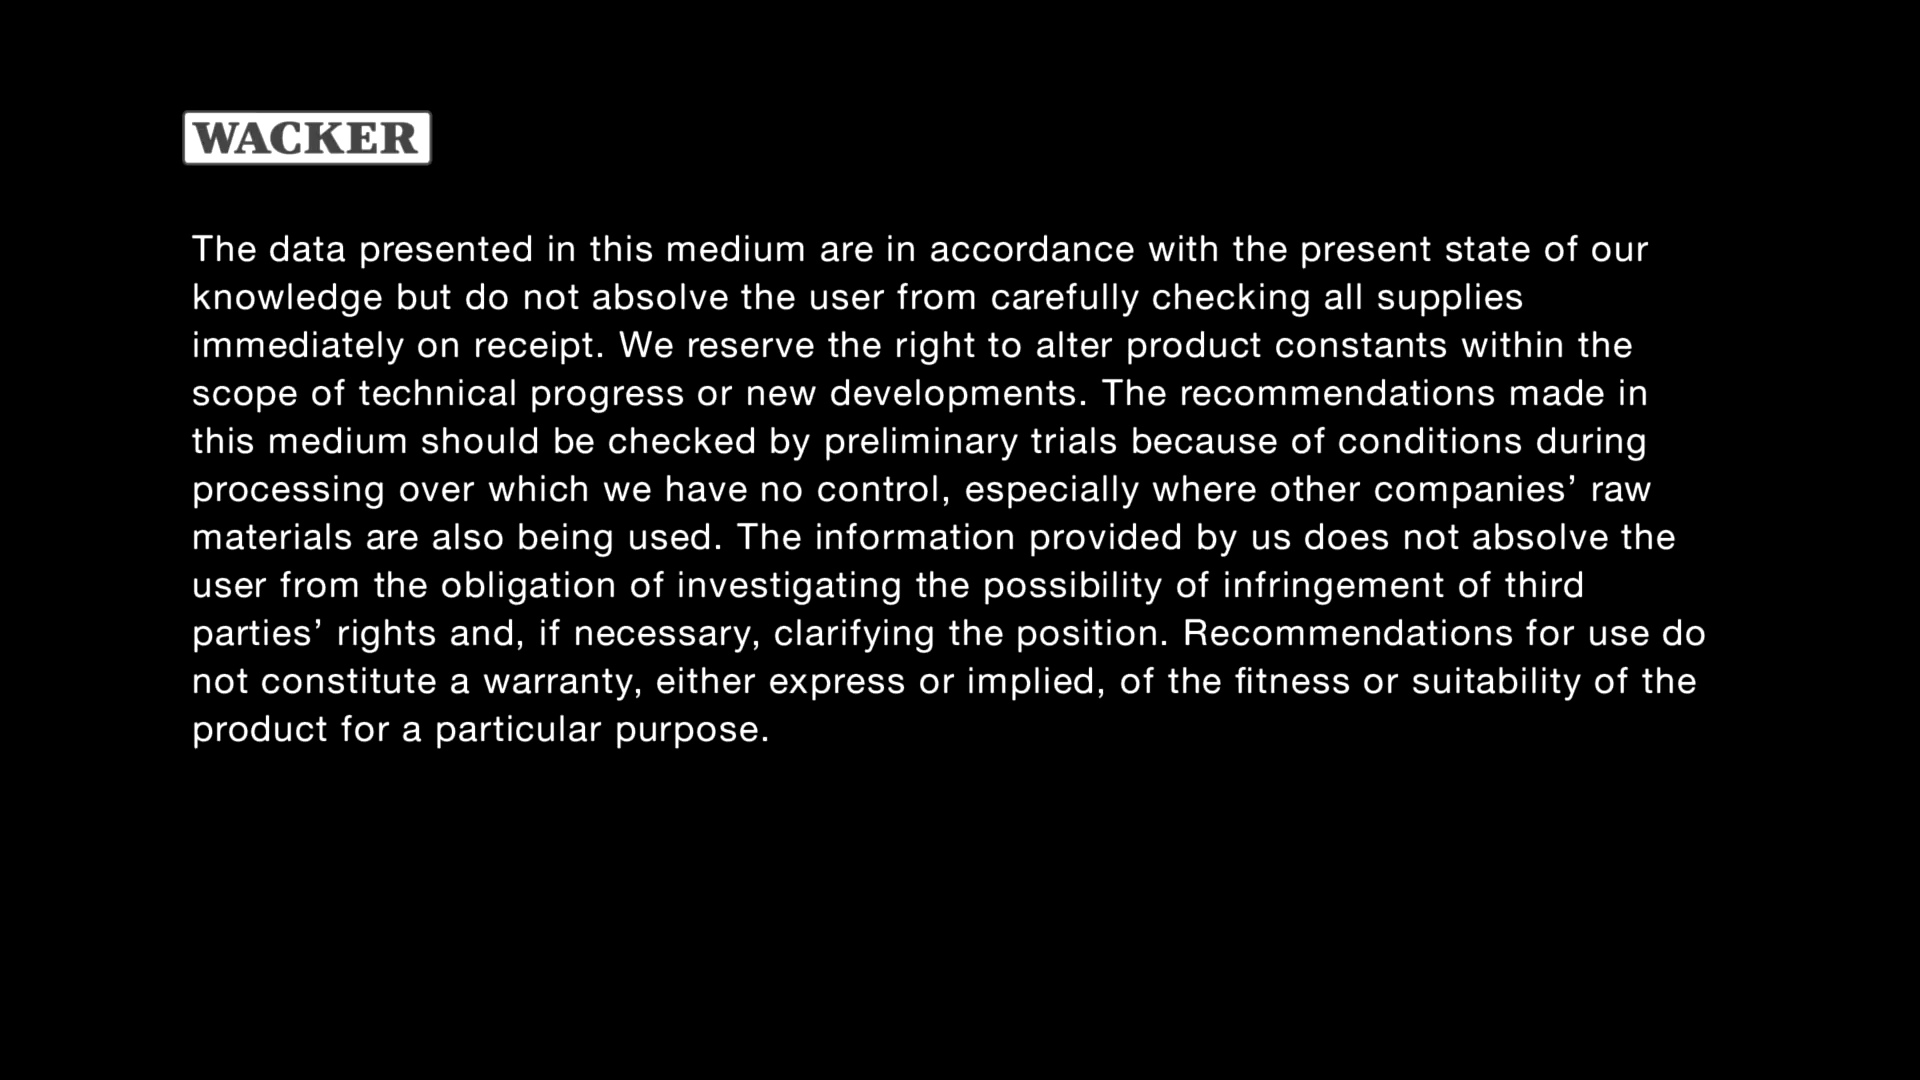 WACKER
The data presented in this medium are in accordance with the present state of our
knowledge but do not absolve the user from carefully checking all supplies
immediately on receipt. We reserve the right to alter product constants within the
scope of technical progress or new developments. The recommendations made in
this medium should be checked by preliminary trials because of conditions during
processing over which we have no control, especially where other companies’ raw
materials are also being used. The information provided by us does not absolve the
user from the obligation of investigating the possibility of infringement of third
parties’ rights and, if necessary, clarifying the position. Recommendations for use do
not constitute a warranty, either express or implied, of the fitness or suitability of the
product for a particular purpose.